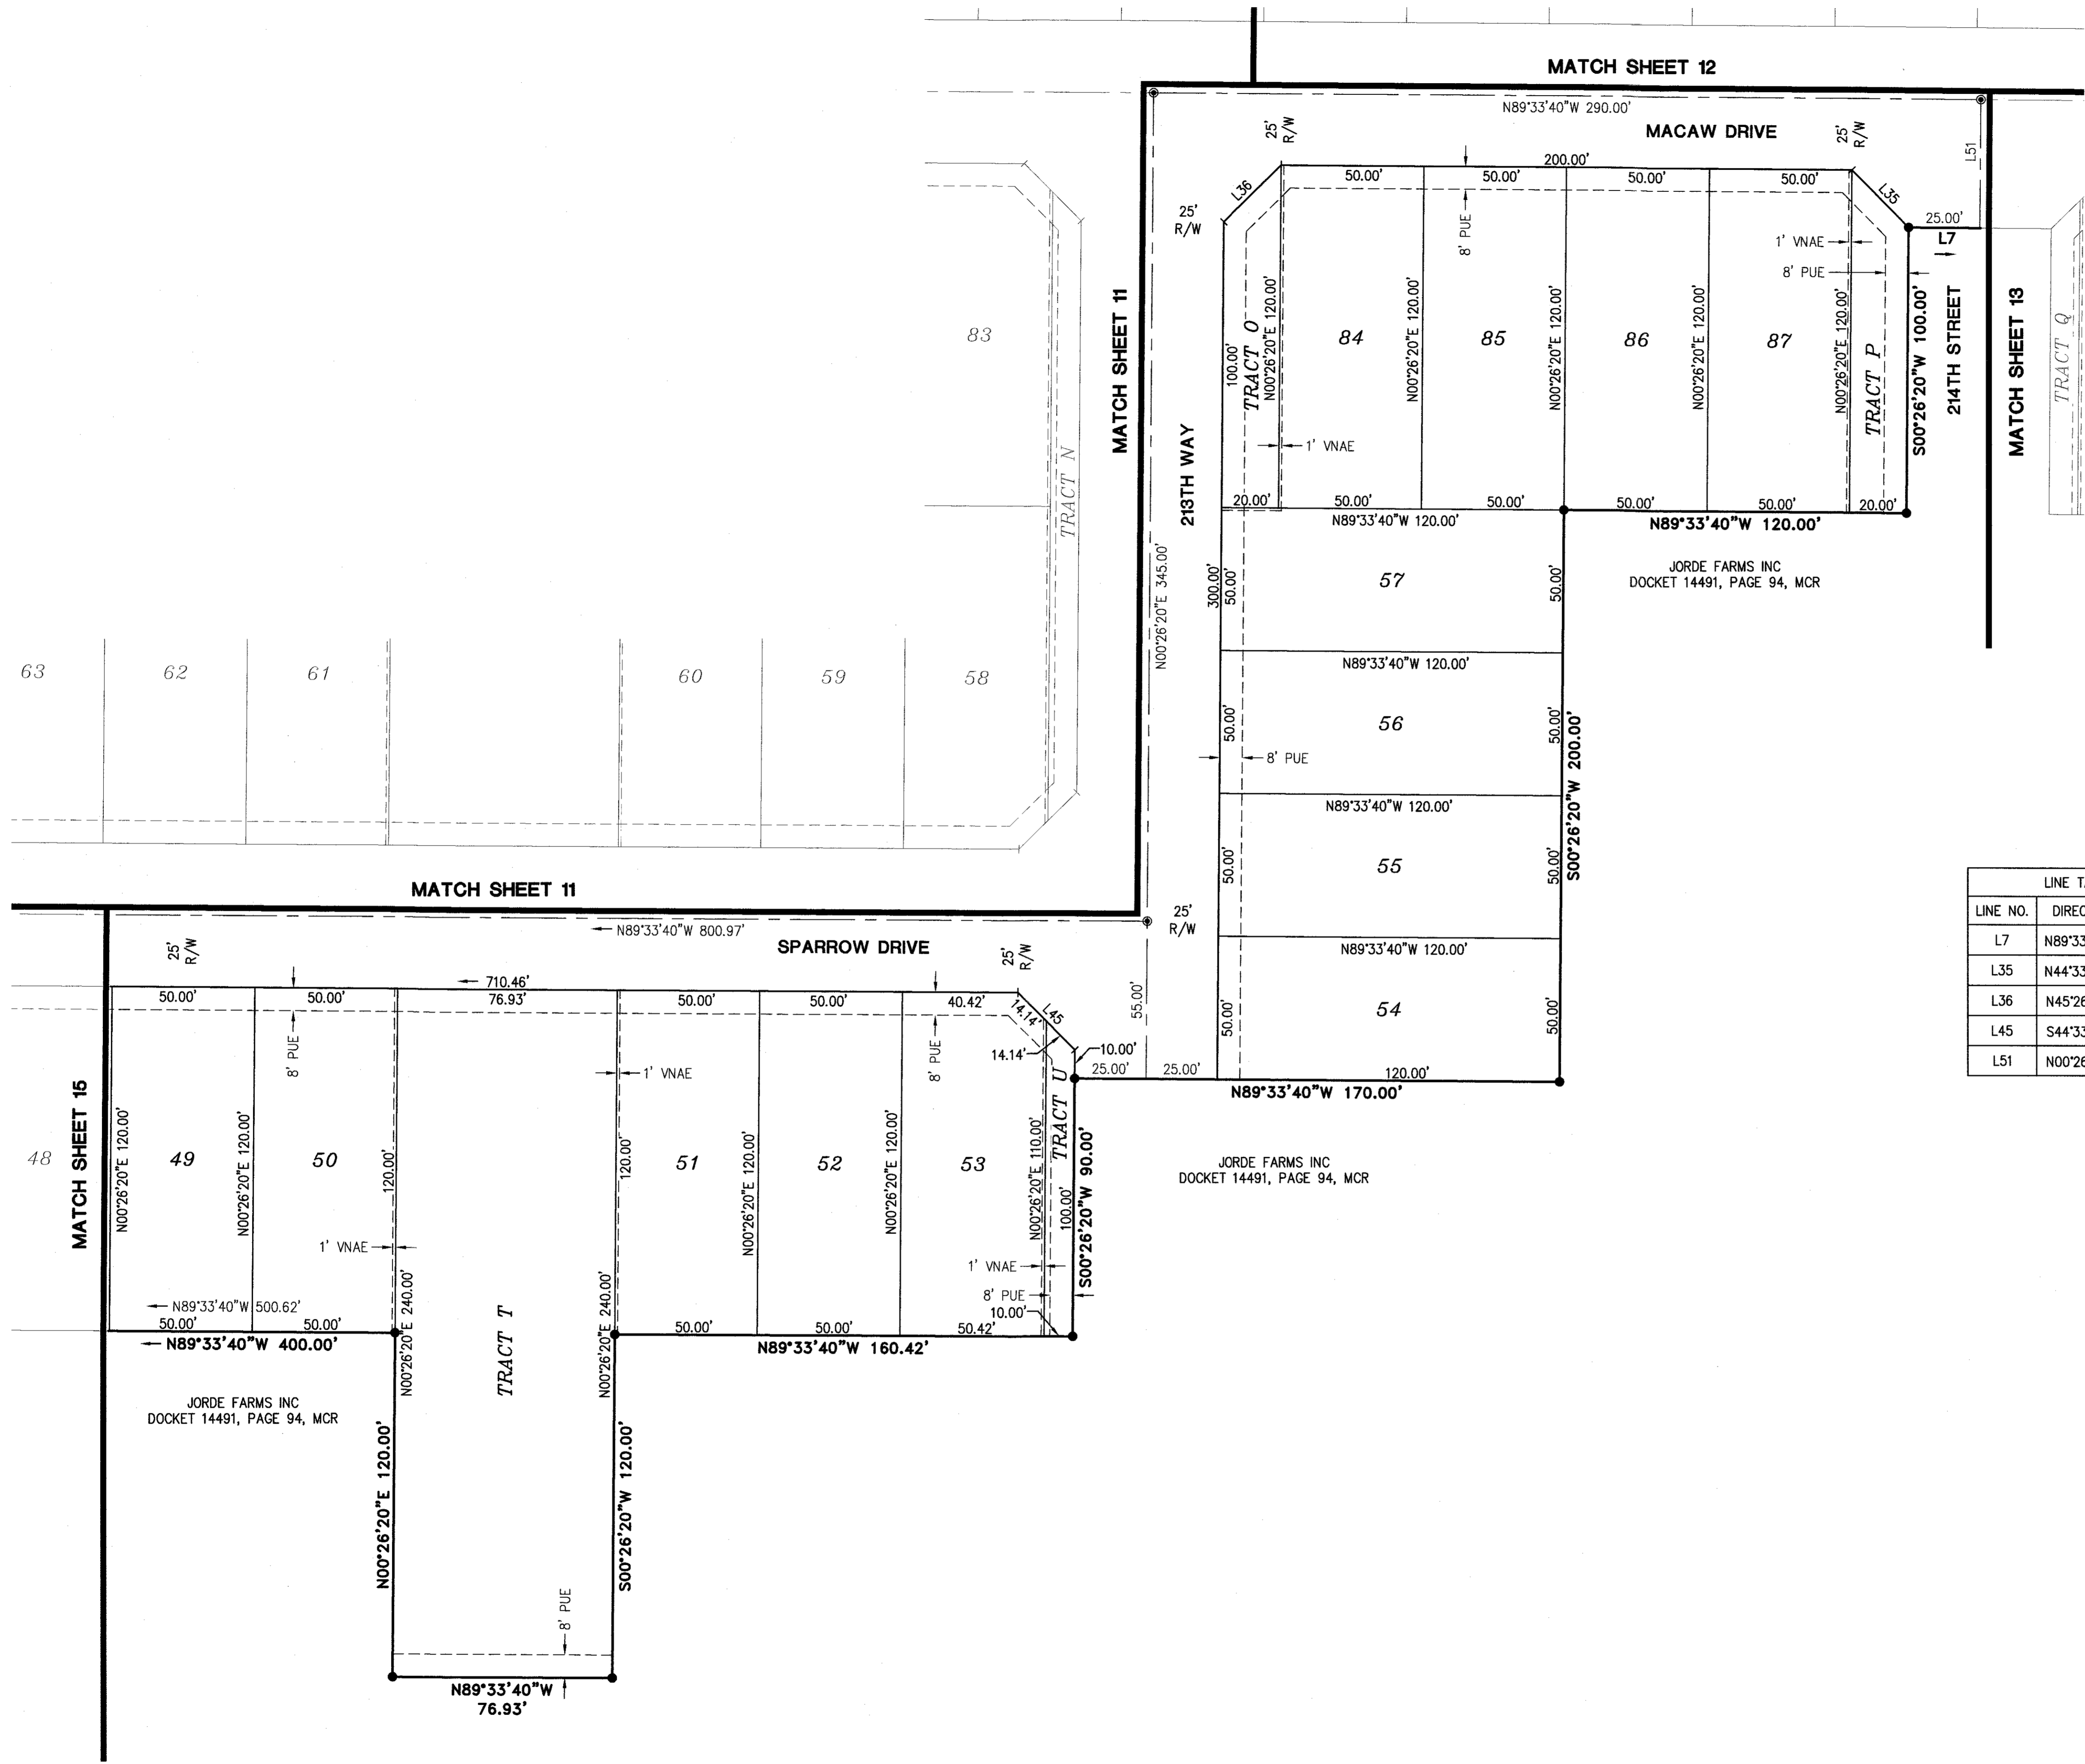 MATCH SHEET 12
N89°33'40"W 290.00'
MACAW DRIVE
25'
R/W
25'
R/W
L51
200.00'
50.00'
50.00'
50.00'
50.00'
L36
L35
25'
R/W
8' PUE
25.00'
L7
1' VNAE
8' PUE
MATCH SHEET 11
83
TRACT N
100.00'
TRACT O
N00°26'20"E 120.00'
84
N00°26'20"E 120.00'
85
N00°26'20"E 120.00'
86
N00°26'20"E 120.00'
87
N00°26'20"E 120.00'
TRACT P
S00°26'20"W 100.00'
214TH STREET
MATCH SHEET 13
TRACT Q
1' VNAE
213TH WAY
20.00'
50.00'
50.00'
50.00'
50.00'
20.00'
N89°33'40"W 120.00'
N89°33'40"W 120.00'
JORDE FARMS INC
DOCKET 14491, PAGE 94, MCR
N00°26'20"E 345.00'
300.00'
50.00'
57
50.00'
N89°33'40"W 120.00'
63
62
61
60
59
58
50.00'
56
50.00'
S00°26'20"W 200.00'
8' PUE
N89°33'40"W 120.00'
50.00'
55
50.00'
MATCH SHEET 11
N89°33'40"W 800.97'
SPARROW DRIVE
25'
R/W
N89°33'40"W 120.00'
25'
R/W
25'
R/W
710.46'
50.00'
50.00'
76.93'
50.00'
50.00'
40.42'
14.14'
L45
14.14'
10.00'
55.00'
50.00'
54
50.00'
8' PUE
1' VNAE
8' PUE
25.00'
25.00'
120.00'
N89°33'40"W 170.00'
LINE T
LINE NO.
DIREC
L7
N89°33
L35
N44°33
L36
N45°26
L45
S44°33
L51
N00°26
48
MATCH SHEET 15
N00°26'20"E 120.00'
49
N00°26'20"E 120.00'
50
120.00'
120.00'
51
N00°26'20"E 120.00'
52
N00°26'20"E 120.00'
53
N00°26'20"E 110.00'
TRACT U
100.00'
S00°26'20"W 90.00'
JORDE FARMS INC
DOCKET 14491, PAGE 94, MCR
1' VNAE
1' VNAE
8' PUE
10.00'
N89°33'40"W 500.62'
50.00'
50.00'
N89°33'40"W 400.00'
N00°26'20"E 240.00'
TRACT T
N00°26'20"E 240.00'
50.00'
50.00'
50.42'
N89°33'40"W 160.42'
JORDE FARMS INC
DOCKET 14491, PAGE 94, MCR
N00°26'20"E 120.00'
S00°26'20"W 120.00'
8' PUE
N89°33'40"W
76.93'